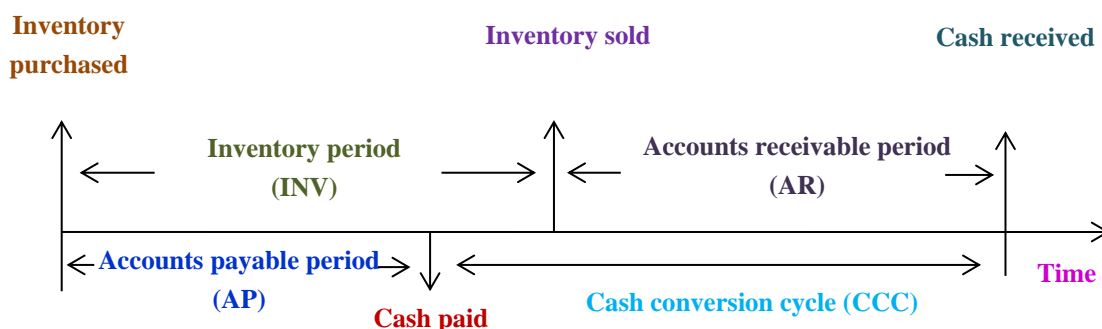 Inventory
purchased
Inventory sold
Cash received
Inventory period
(INV)
Accounts receivable period
(AR)
Accounts payable period
(AP)
Cash paid
Cash conversion cycle (CCC)
Time